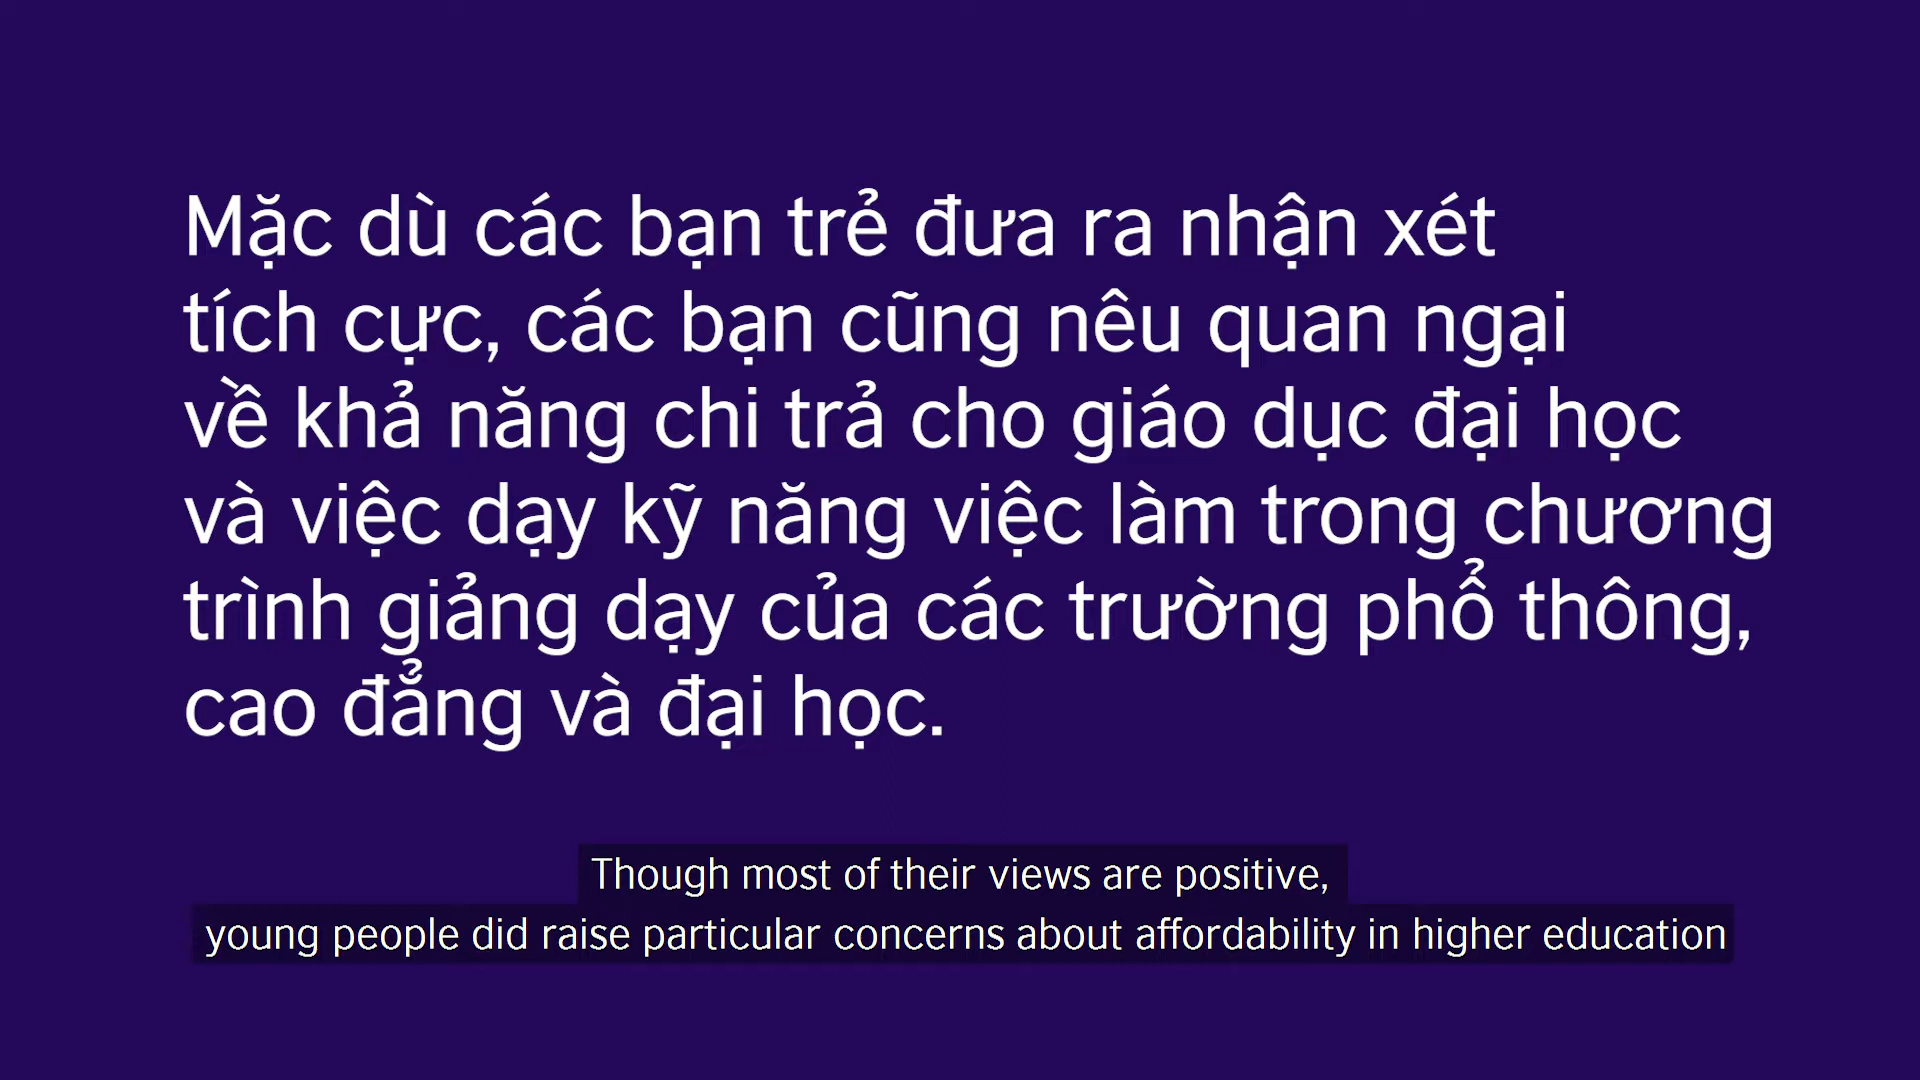 Mặc dù các bạn trẻ đưa ra nhận xét
tích cực, các bạn cũng nêu quan ngại
về khả năng chi trả cho giáo dục đại học
và việc dạy kỹ năng việc làm trong chương
trình giảng dạy của các trường phổ thông,
cao đẳng và đại học.
Though most of their views are positive,
young people did raise particular concerns about affordability in higher education